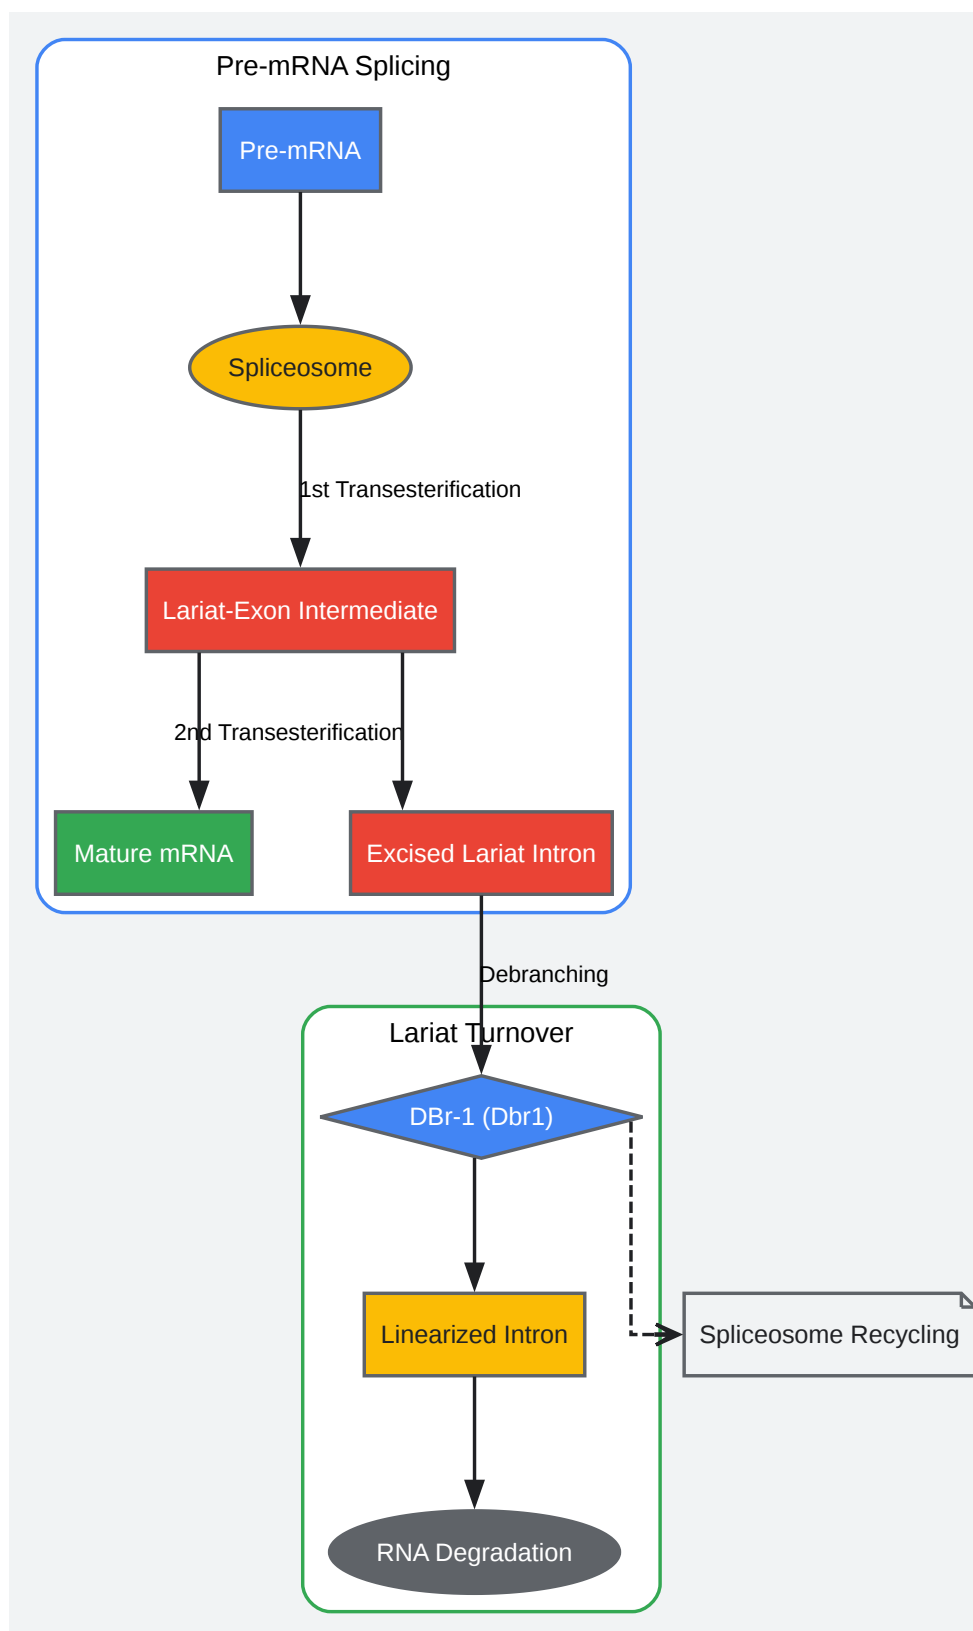 Pre-mRNA Splicing
Pre-mRNA
Spliceosome
1st Transesterification
Lariat-Exon Intermediate
2nd Transesterification
Mature mRNA
Excised Lariat Intron
Debranching
Lariat Turnover
DBr-1 (Dbr1)
Linearized Intron
Spliceosome Recycling
RNA Degradation